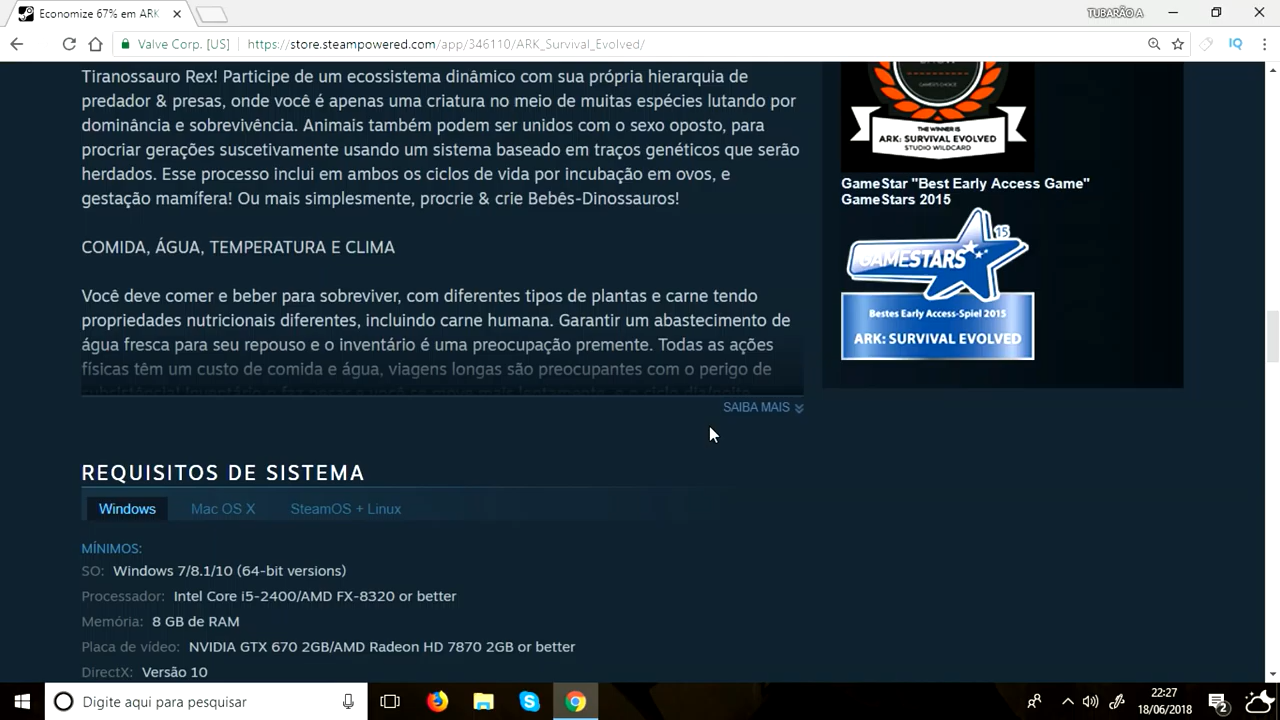 Economize 67% em ARK
TUBARÃO A
Valve Corp. [US]
https://store.steampowered.com/app/346110/ARK_Survival_Evolved/
IQ
Tiranossauro Rex! Participe de um ecossistema dinâmico com sua própria hierarquia de
predador & presas, onde você é apenas uma criatura no meio de muitas espécies lutando por
dominância e sobrevivência. Animais também podem ser unidos com o sexo oposto, para
procriar gerações seletivamente usando um sistema baseado em traços genéticos que serão
herdados. Esse processo inclui em ambos os ciclos de vida por incubação em ovos, e
gestação mamífera! Ou mais simplesmente, procrie & crie Bebês-Dinossauros!
COMIDA, ÁGUA, TEMPERATURA E CLIMA
Você deve comer e beber para sobreviver, com diferentes tipos de plantas e carne tendo
propriedades nutricionais diferentes, incluindo carne humana. Garantir um abastecimento de
água fresca para seu repouso, o inventário é uma preocupação premente. Todas as ações
físicas têm um custo de comida e água, viagens longas são preocupantes com o perigo de
SAIBA MAIS
GAMER'S CHOICE
THE WINNER IS
ARK: SURVIVAL EVOLVED
STUDIO WILDCARD
GameStar "Best Early Access Game"
GameStars 2015
15
GAMESTARS
Bestes Early Access-Spiel 2015
ARK: SURVIVAL EVOLVED
REQUISITOS DE SISTEMA
Windows
Mac OS X
SteamOS + Linux
MÍNIMOS:
SO: Windows 7/8.1/10 (64-bit versions)
Processador: Intel Core i5-2400/AMD FX-8320 or better
Memória: 8 GB de RAM
Placa de vídeo: NVIDIA GTX 670 2GB/AMD Radeon HD 7870 2GB or better
DirectX: Versão 10
Digite aqui para pesquisar
22:27
18/06/2018
2